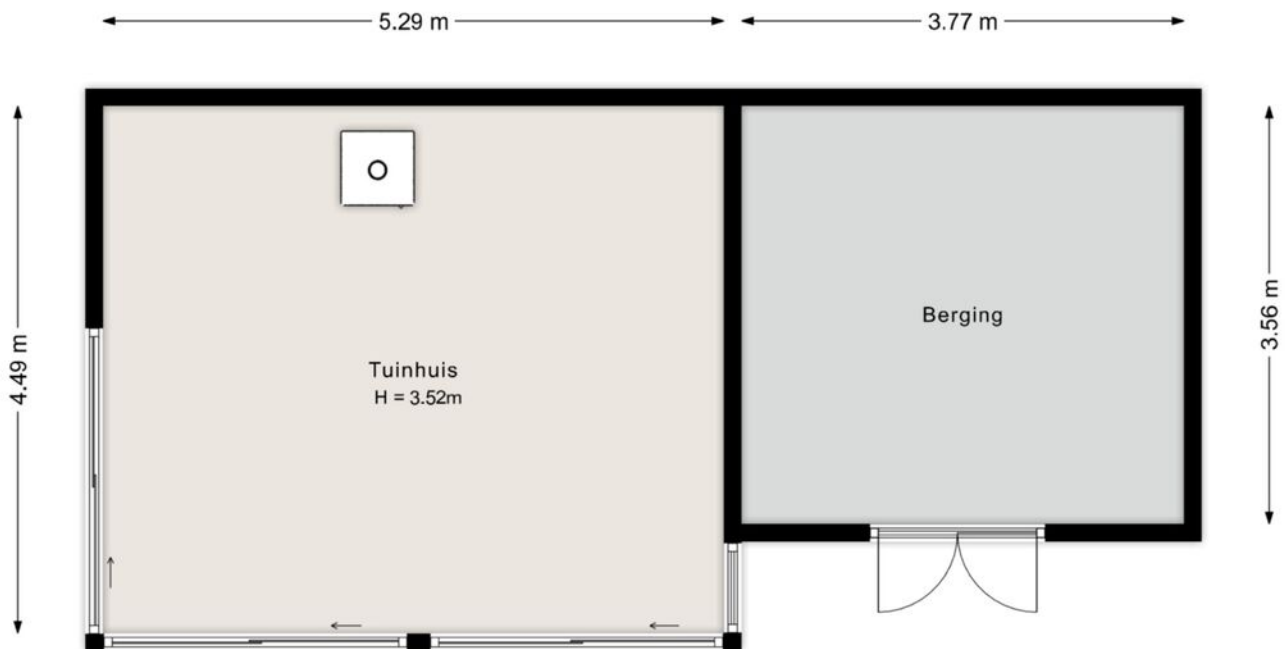 5.29 m
3.77 m
4.49 m
3.56 m
Berging
Tuinhuis
H = 3.52m